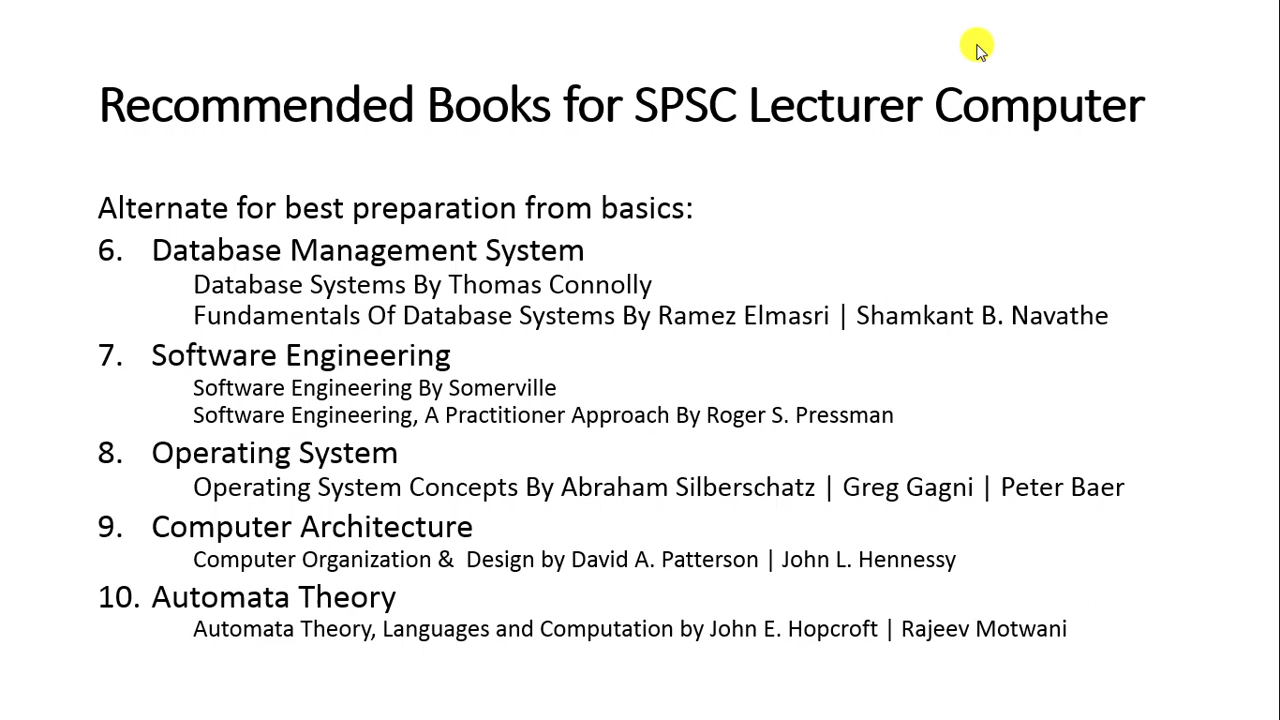 Recommended Books for SPSC Lecturer Computer
Alternate for best preparation from basics:
6. Database Management System
Database Systems By Thomas Connolly
Fundamentals Of Database Systems By Ramez Elmasri | Shamkant B. Navathe
7. Software Engineering
Software Engineering By Somerville
Software Engineering, A Practitioner Approach By Roger S. Pressman
8. Operating System
Operating System Concepts By Abraham Silberschatz | Greg Gagni | Peter Baer
9. Computer Architecture
Computer Organization &  Design by David A. Patterson | John L. Hennessy
10. Automata Theory
Automata Theory, Languages and Computation by John E. Hopcroft | Rajeev Motwani